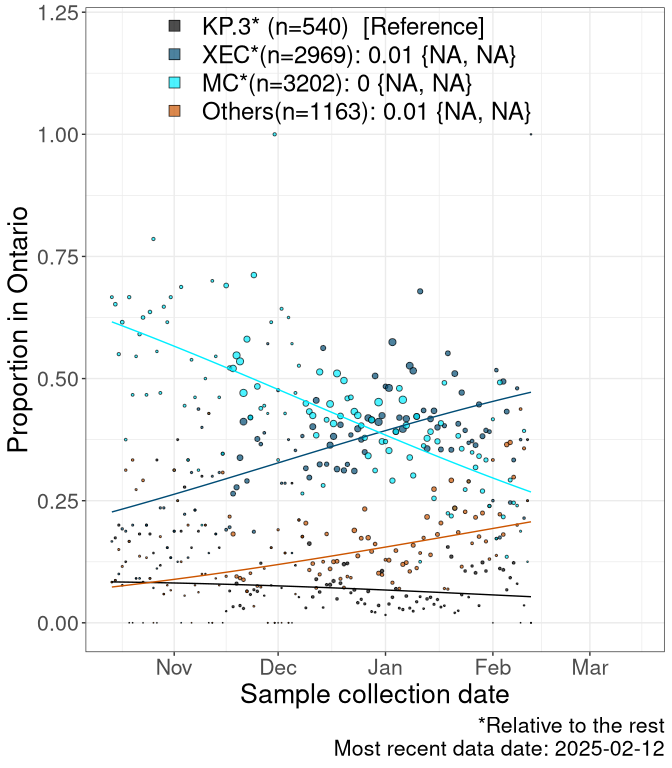 1.25
KP.3* (n=540)  [Reference]
XEC*(n=2969): 0.01 {NA, NA}
MC*(n=3202): 0 {NA, NA}
Others(n=1163): 0.01 {NA, NA}
1.00
0.75
0.50
0.25
0.00
Proportion in Ontario
Nov Dec Jan Feb Mar
Sample collection date
*Relative to the rest
Most recent data date: 2025-02-12